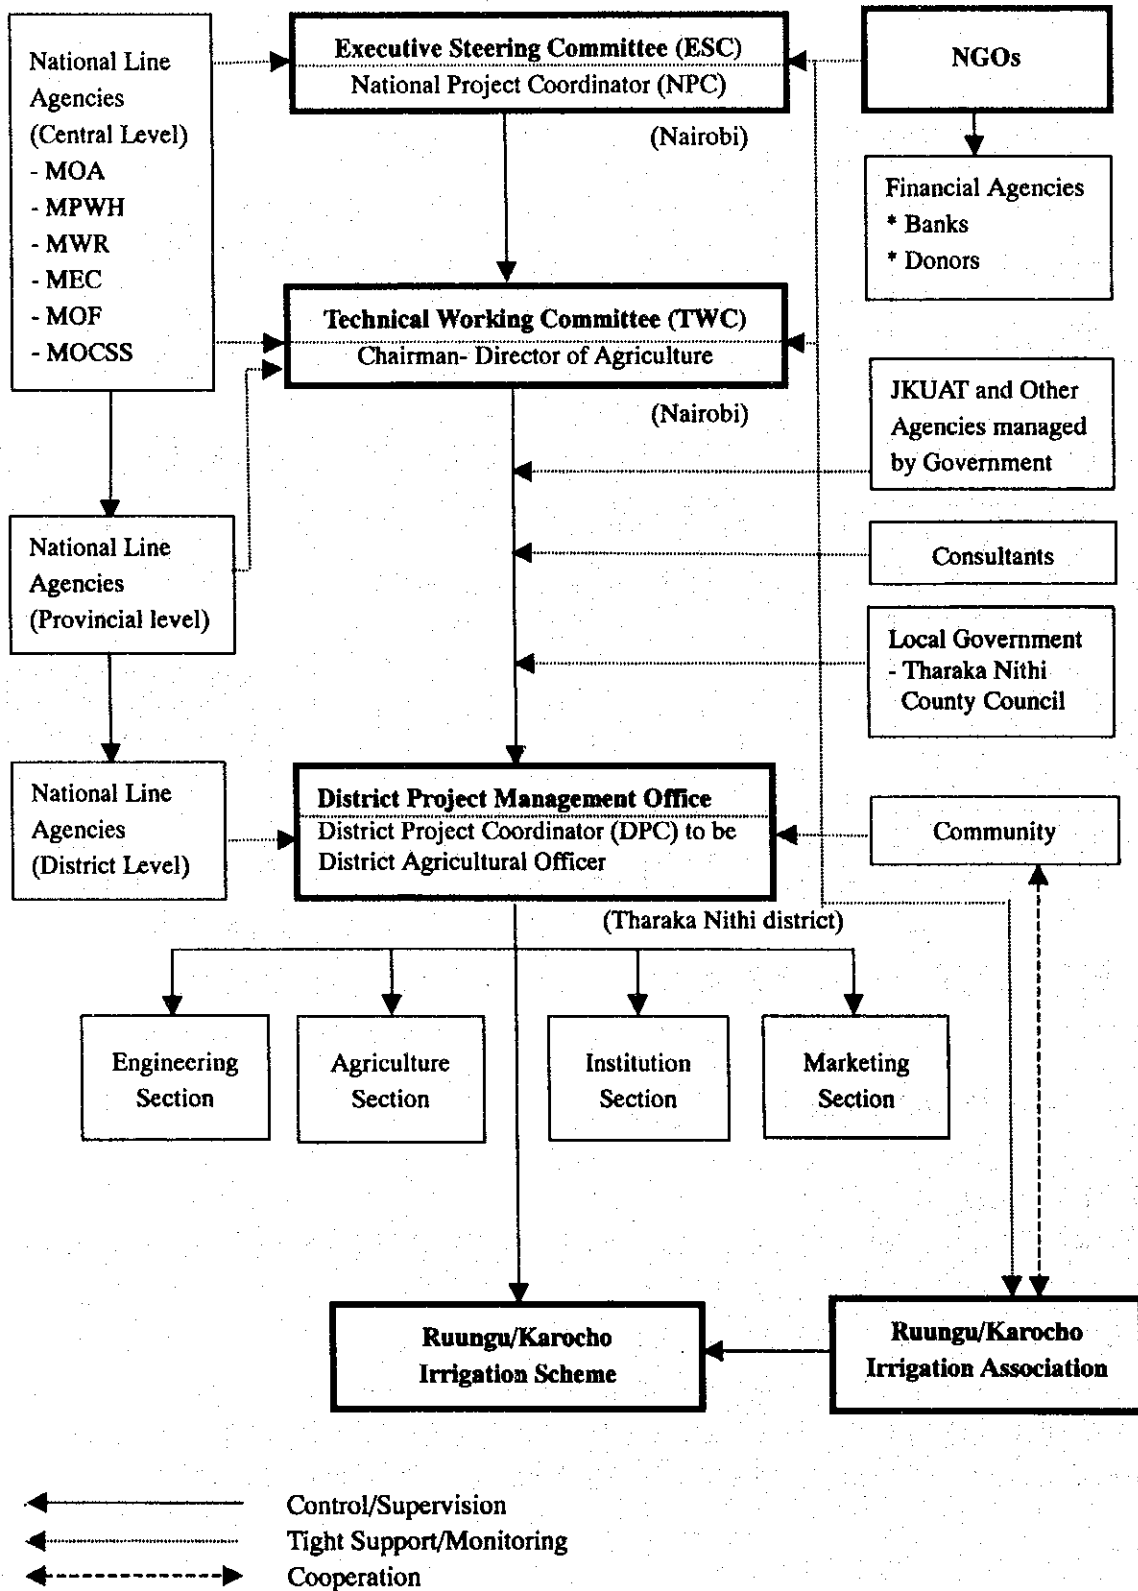 National Line
Agencies
(Central Level)
- MOA
- MPWH
- MWR
- MEC
- MOF
- MOCSS
Executive Steering Committee (ESC)
National Project Coordinator (NPC)
(Nairobi)
NGOs
Financial Agencies
* Banks
* Donors
Technical Working Committee (TWC)
Chairman- Director of Agriculture
(Nairobi)
JKUAT and Other
Agencies managed
by Government
National Line
Agencies
(Provincial level)
Consultants
Local Government
- Tharaka Nithi
County Council
National Line
Agencies
(District Level)
District Project Management Office
District Project Coordinator (DPC) to be
District Agricultural Officer
(Tharaka Nithi district)
Community
Engineering
Section
Agriculture
Section
Institution
Section
Marketing
Section
Ruungu/Karocho
Irrigation Scheme
Ruungu/Karocho
Irrigation Association
Control/Supervision
Tight Support/Monitoring
Cooperation